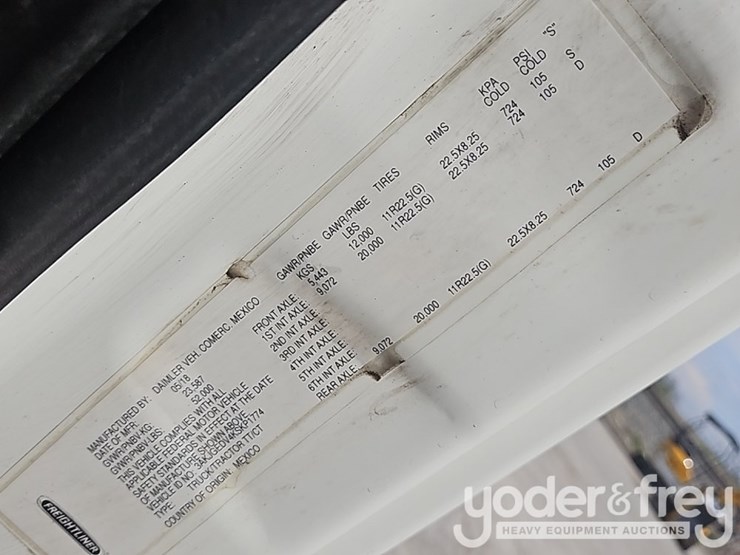 FREIGHTLINER
MANUFACTURED BY: DAIMLER VEH. COMERC. MEXICO
DATE OF MFR: 05/18
GVWR/PNBV-KG: 23,587
GVWR/PNBV-LBS: 52,000
THIS VEHICLE COMPLIES WITH ALL
APPLICABLE FEDERAL MOTOR VEHICLE
SAFETY STANDARDS IN EFFECT AT THE DATE
OF MANUFACTURE SHOWN ABOVE.
VEHICLE ID NO.:
TYPE: TRUCK/TRACTOR TT/CT
COUNTRY OF ORIGIN: MEXICO
GAWR/PNBE GAWR/PNBE TIRES RIMS KPA PSI "S"
KGS LBS COLD COLD
FRONT AXLE: 5,443 12,000 11R22.5(G) 22.5X8.25 724 105 S
1ST INT AXLE: 9,072 20,000 11R22.5(G) 22.5X8.25 724 105 D
2ND INT AXLE:
3RD INT AXLE:
4TH INT AXLE:
5TH INT AXLE:
6TH INT AXLE:
REAR AXLE: 9,072 20,000 11R22.5(G) 22.5X8.25 724 105 D
yoder&frey
HEAVY EQUIPMENT AUCTIONS